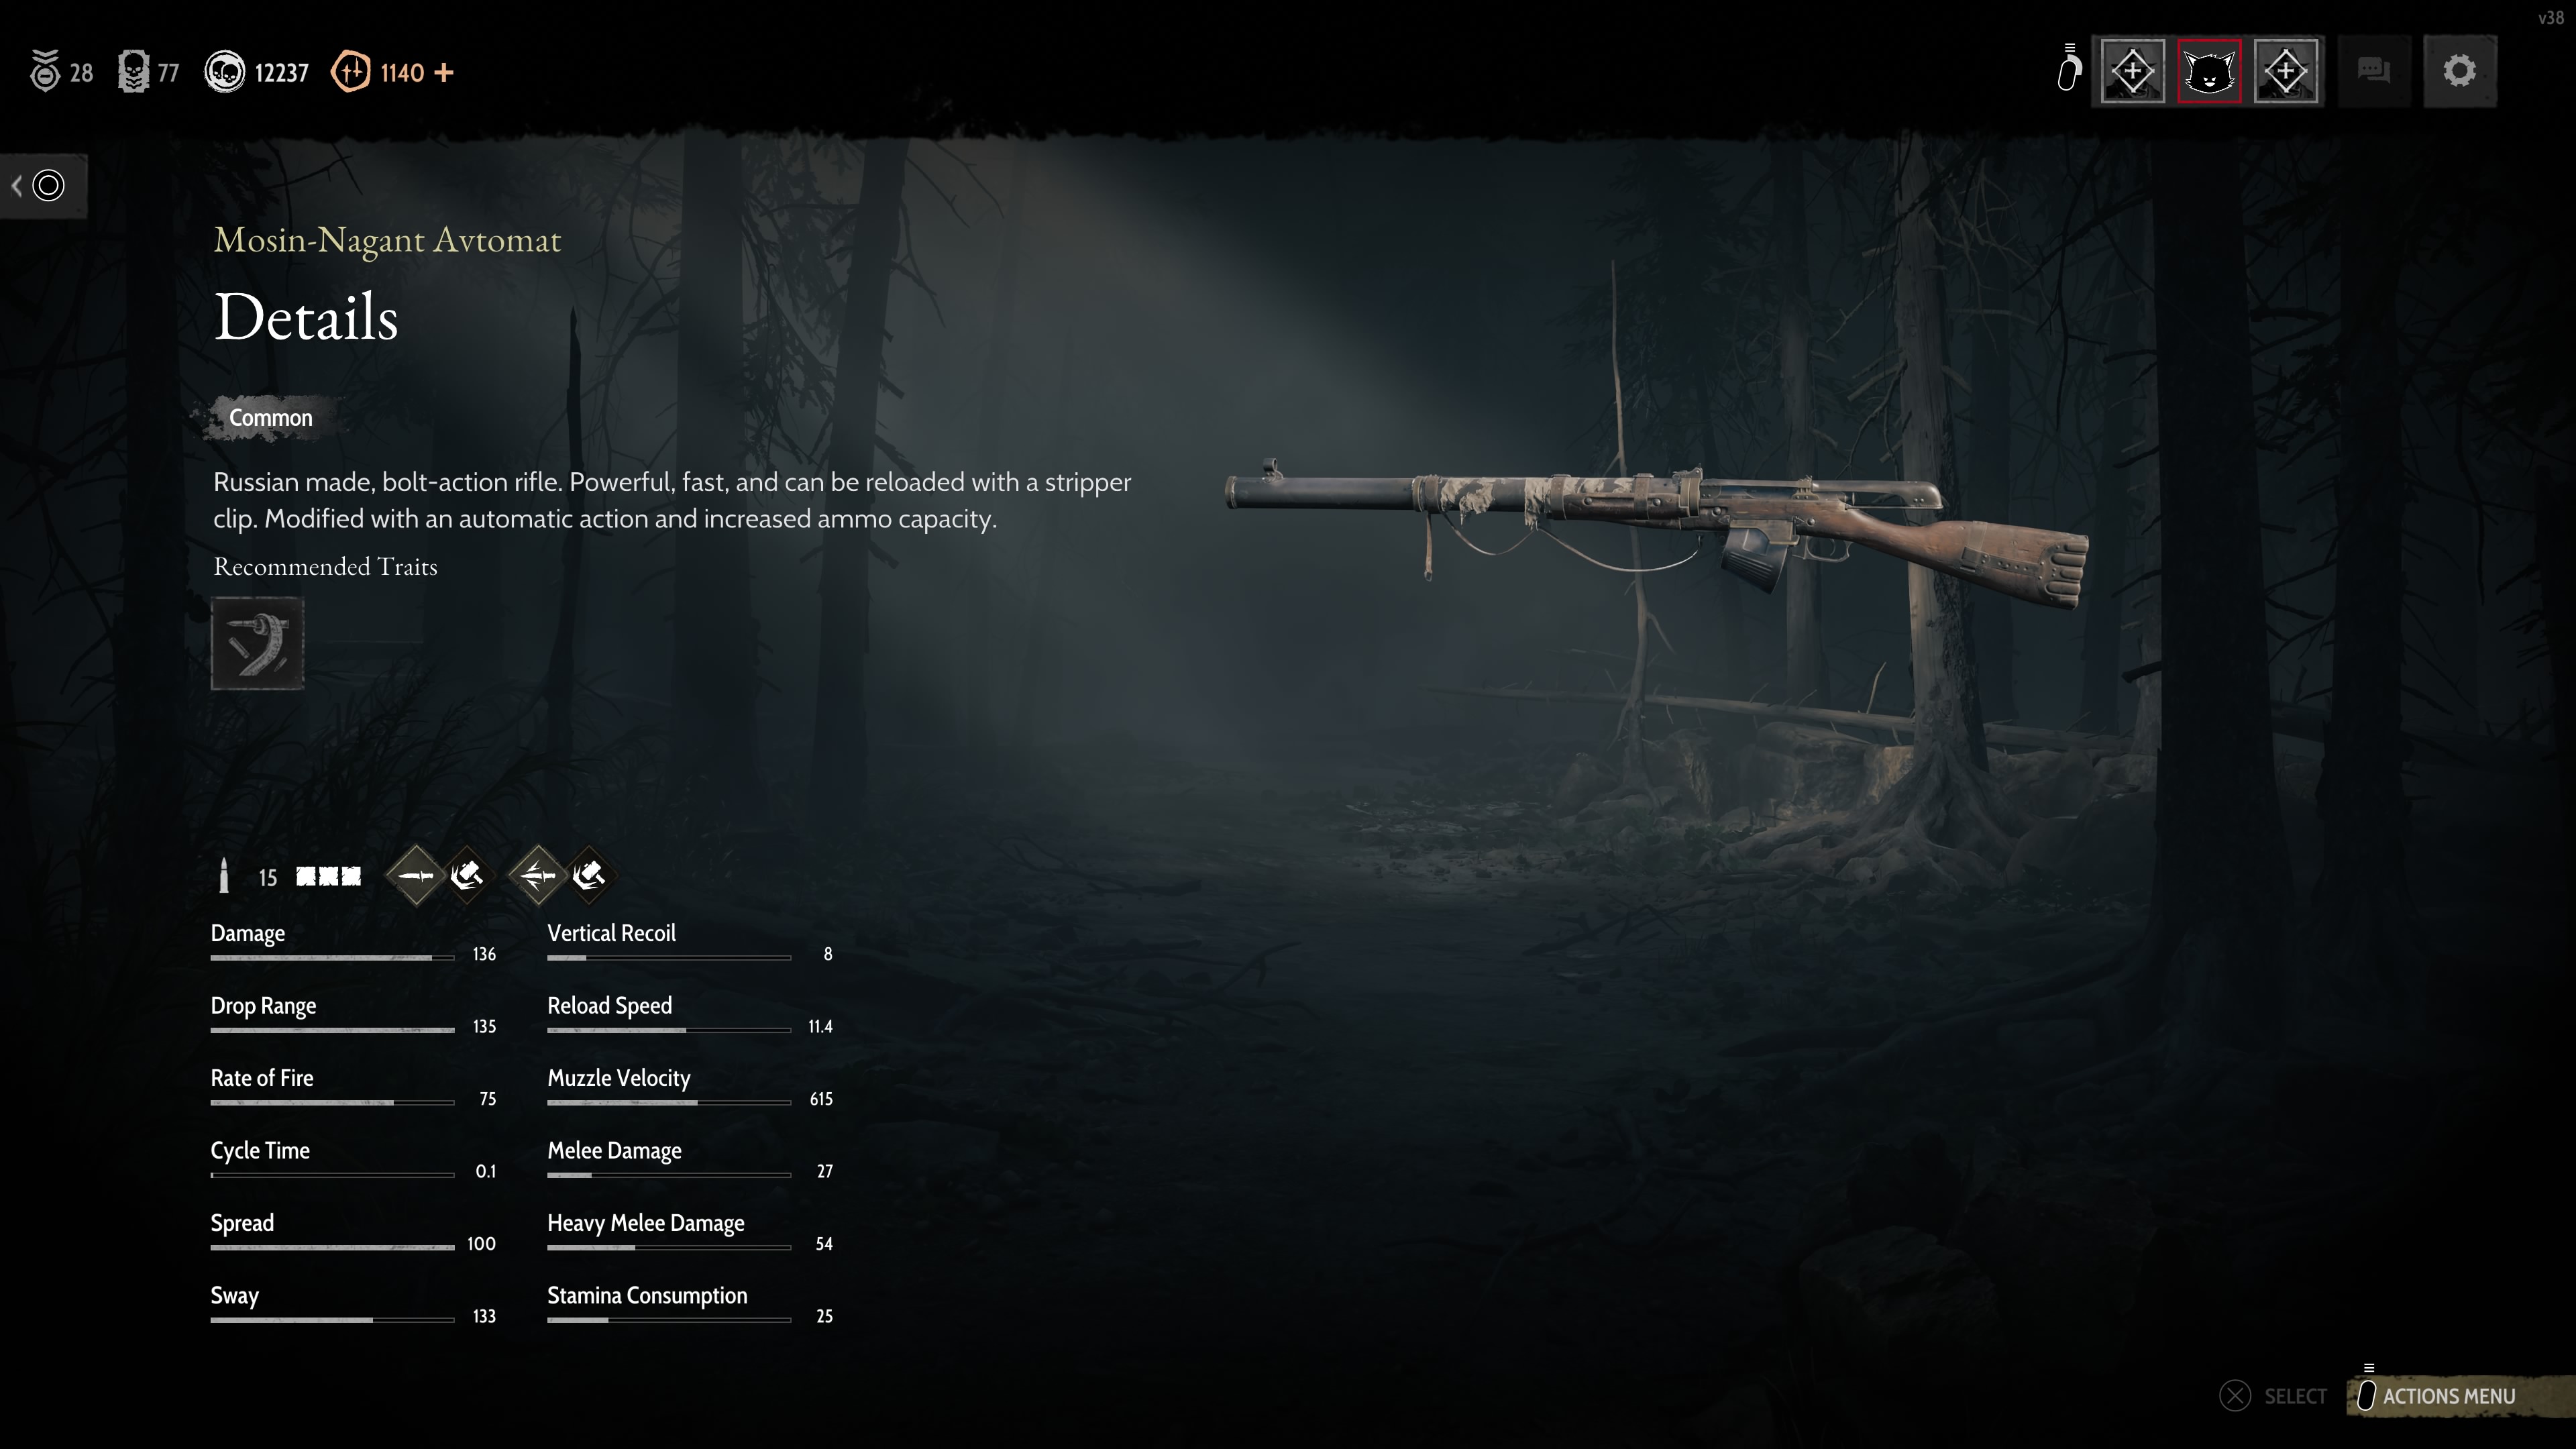 v38
28 77 12237 1140 +
Mosin-Nagant Avtomat
Details
Common
Russian made, bolt-action rifle. Powerful, fast, and can be reloaded with a stripper
clip. Modified with an automatic action and increased ammo capacity.
Recommended Traits
15
Damage 136
Vertical Recoil 8
Drop Range 135
Reload Speed 11.4
Rate of Fire 75
Muzzle Velocity 615
Cycle Time 0.1
Melee Damage 27
Spread 100
Heavy Melee Damage 54
Sway 133
Stamina Consumption 25
SELECT
ACTIONS MENU